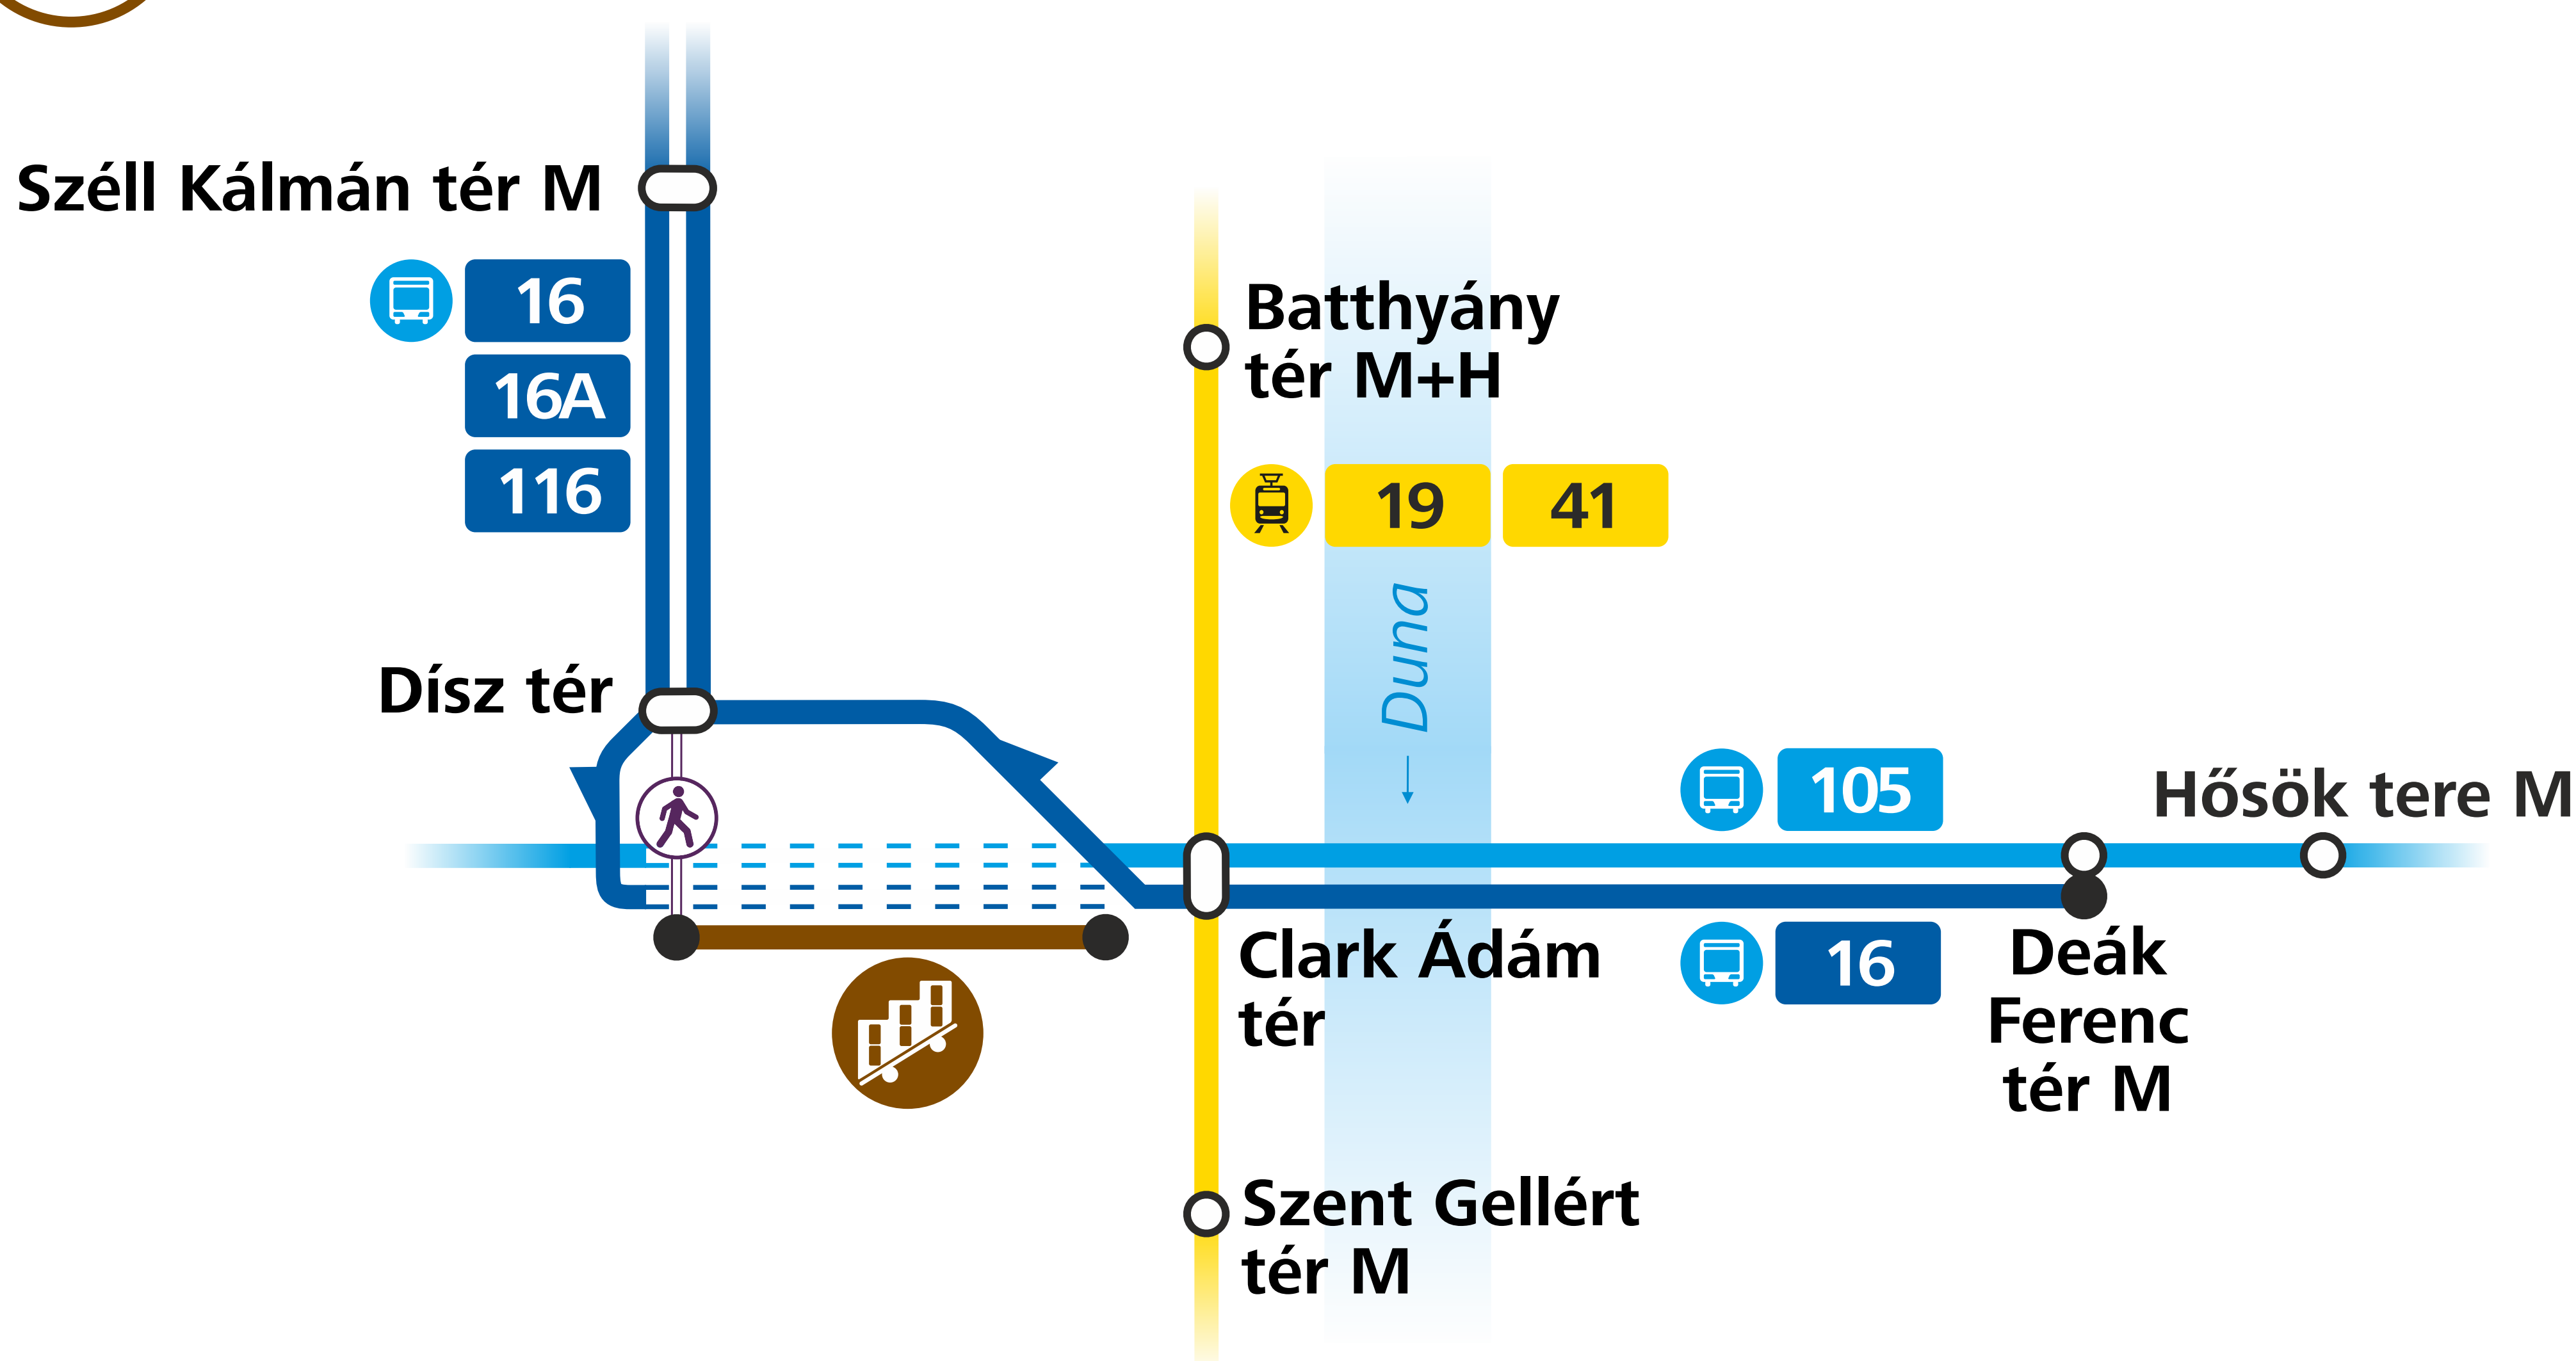 Széll Kálmán tér M
16
16A
116
Batthyány
tér M+H
19
41
Duna
Dísz tér
105
Hősök tere M
Clark Ádám
tér
16
Deák
Ferenc
tér M
Szent Gellért
tér M